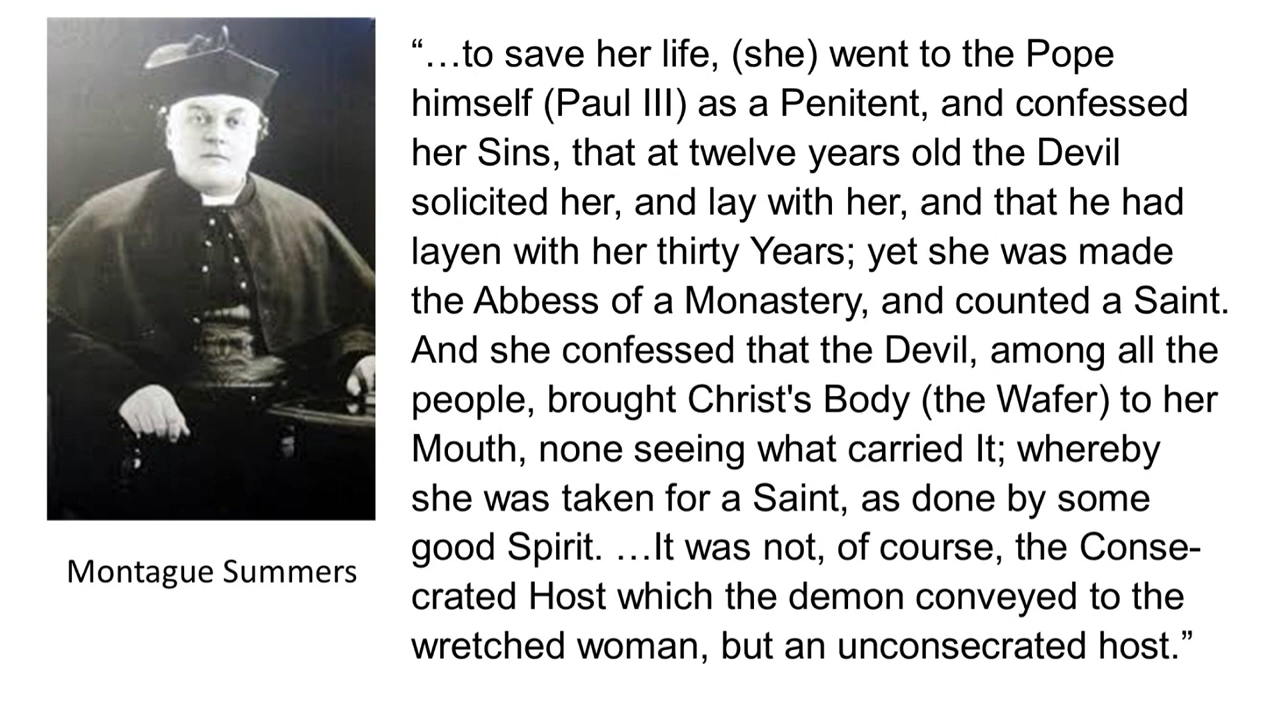 “…to save her life, (she) went to the Pope
himself (Paul III) as a Penitent, and confessed
her Sins, that at twelve years old the Devil
solicited her, and lay with her, and that he had
layen with her thirty Years; yet she was made
the Abbess of a Monastery, and counted a Saint.
And she confessed that the Devil, among all the
people, brought Christ's Body (the Wafer) to her
Mouth, none seeing what carried It; whereby
she was taken for a Saint, as done by some
good Spirit. …It was not, of course, the Conse-
crated Host which the demon conveyed to the
wretched woman, but an unconsecrated host.”
Montague Summers